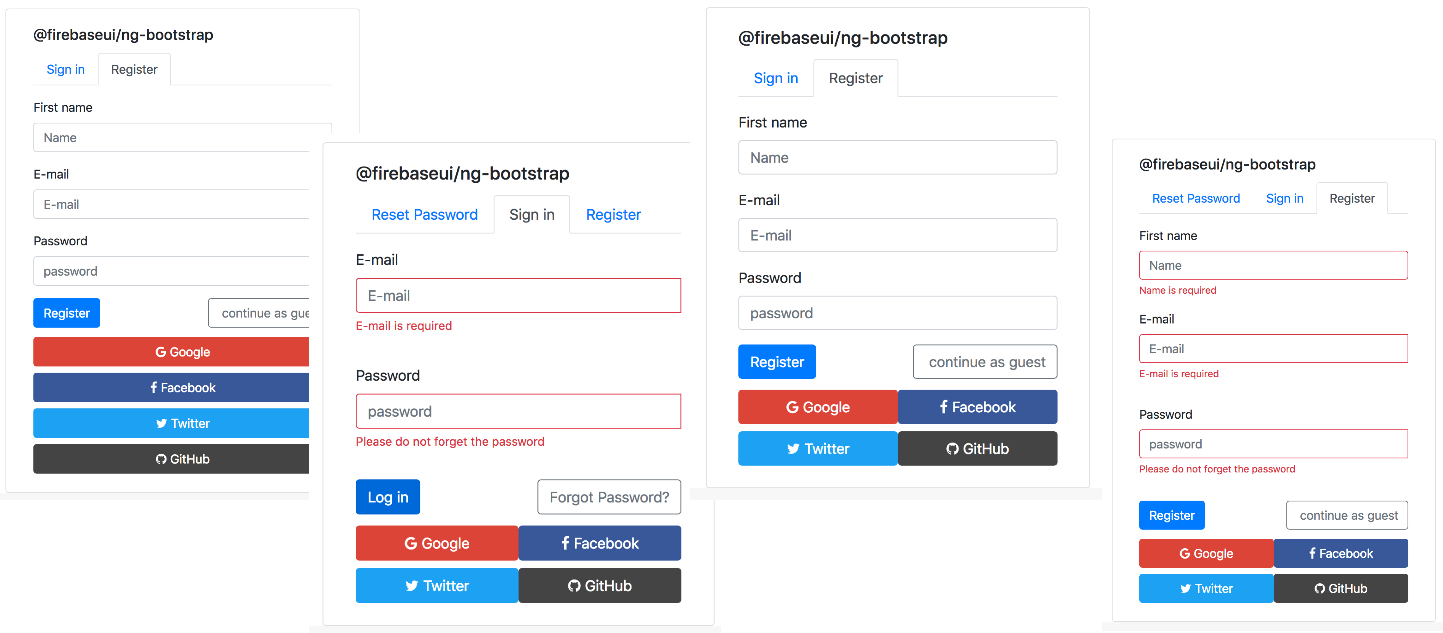 @firebaseui/ng-bootstrap
Sign in Register
First name
Name
E-mail
E-mail
Password
password
Register continue as gue
Google
Facebook
Twitter
GitHub
@firebaseui/ng-bootstrap
Reset Password Sign in Register
E-mail
E-mail
E-mail is required
Password
password
Please do not forget the password
Log in Forgot Password?
Google Facebook
Twitter GitHub
@firebaseui/ng-bootstrap
Sign in Register
First name
Name
E-mail
E-mail
Password
password
Register continue as guest
Google Facebook
Twitter GitHub
@firebaseui/ng-bootstrap
Reset Password Sign in Register
First name
Name
Name is required
E-mail
E-mail
E-mail is required
Password
password
Please do not forget the password
Register continue as guest
Google Facebook
Twitter GitHub